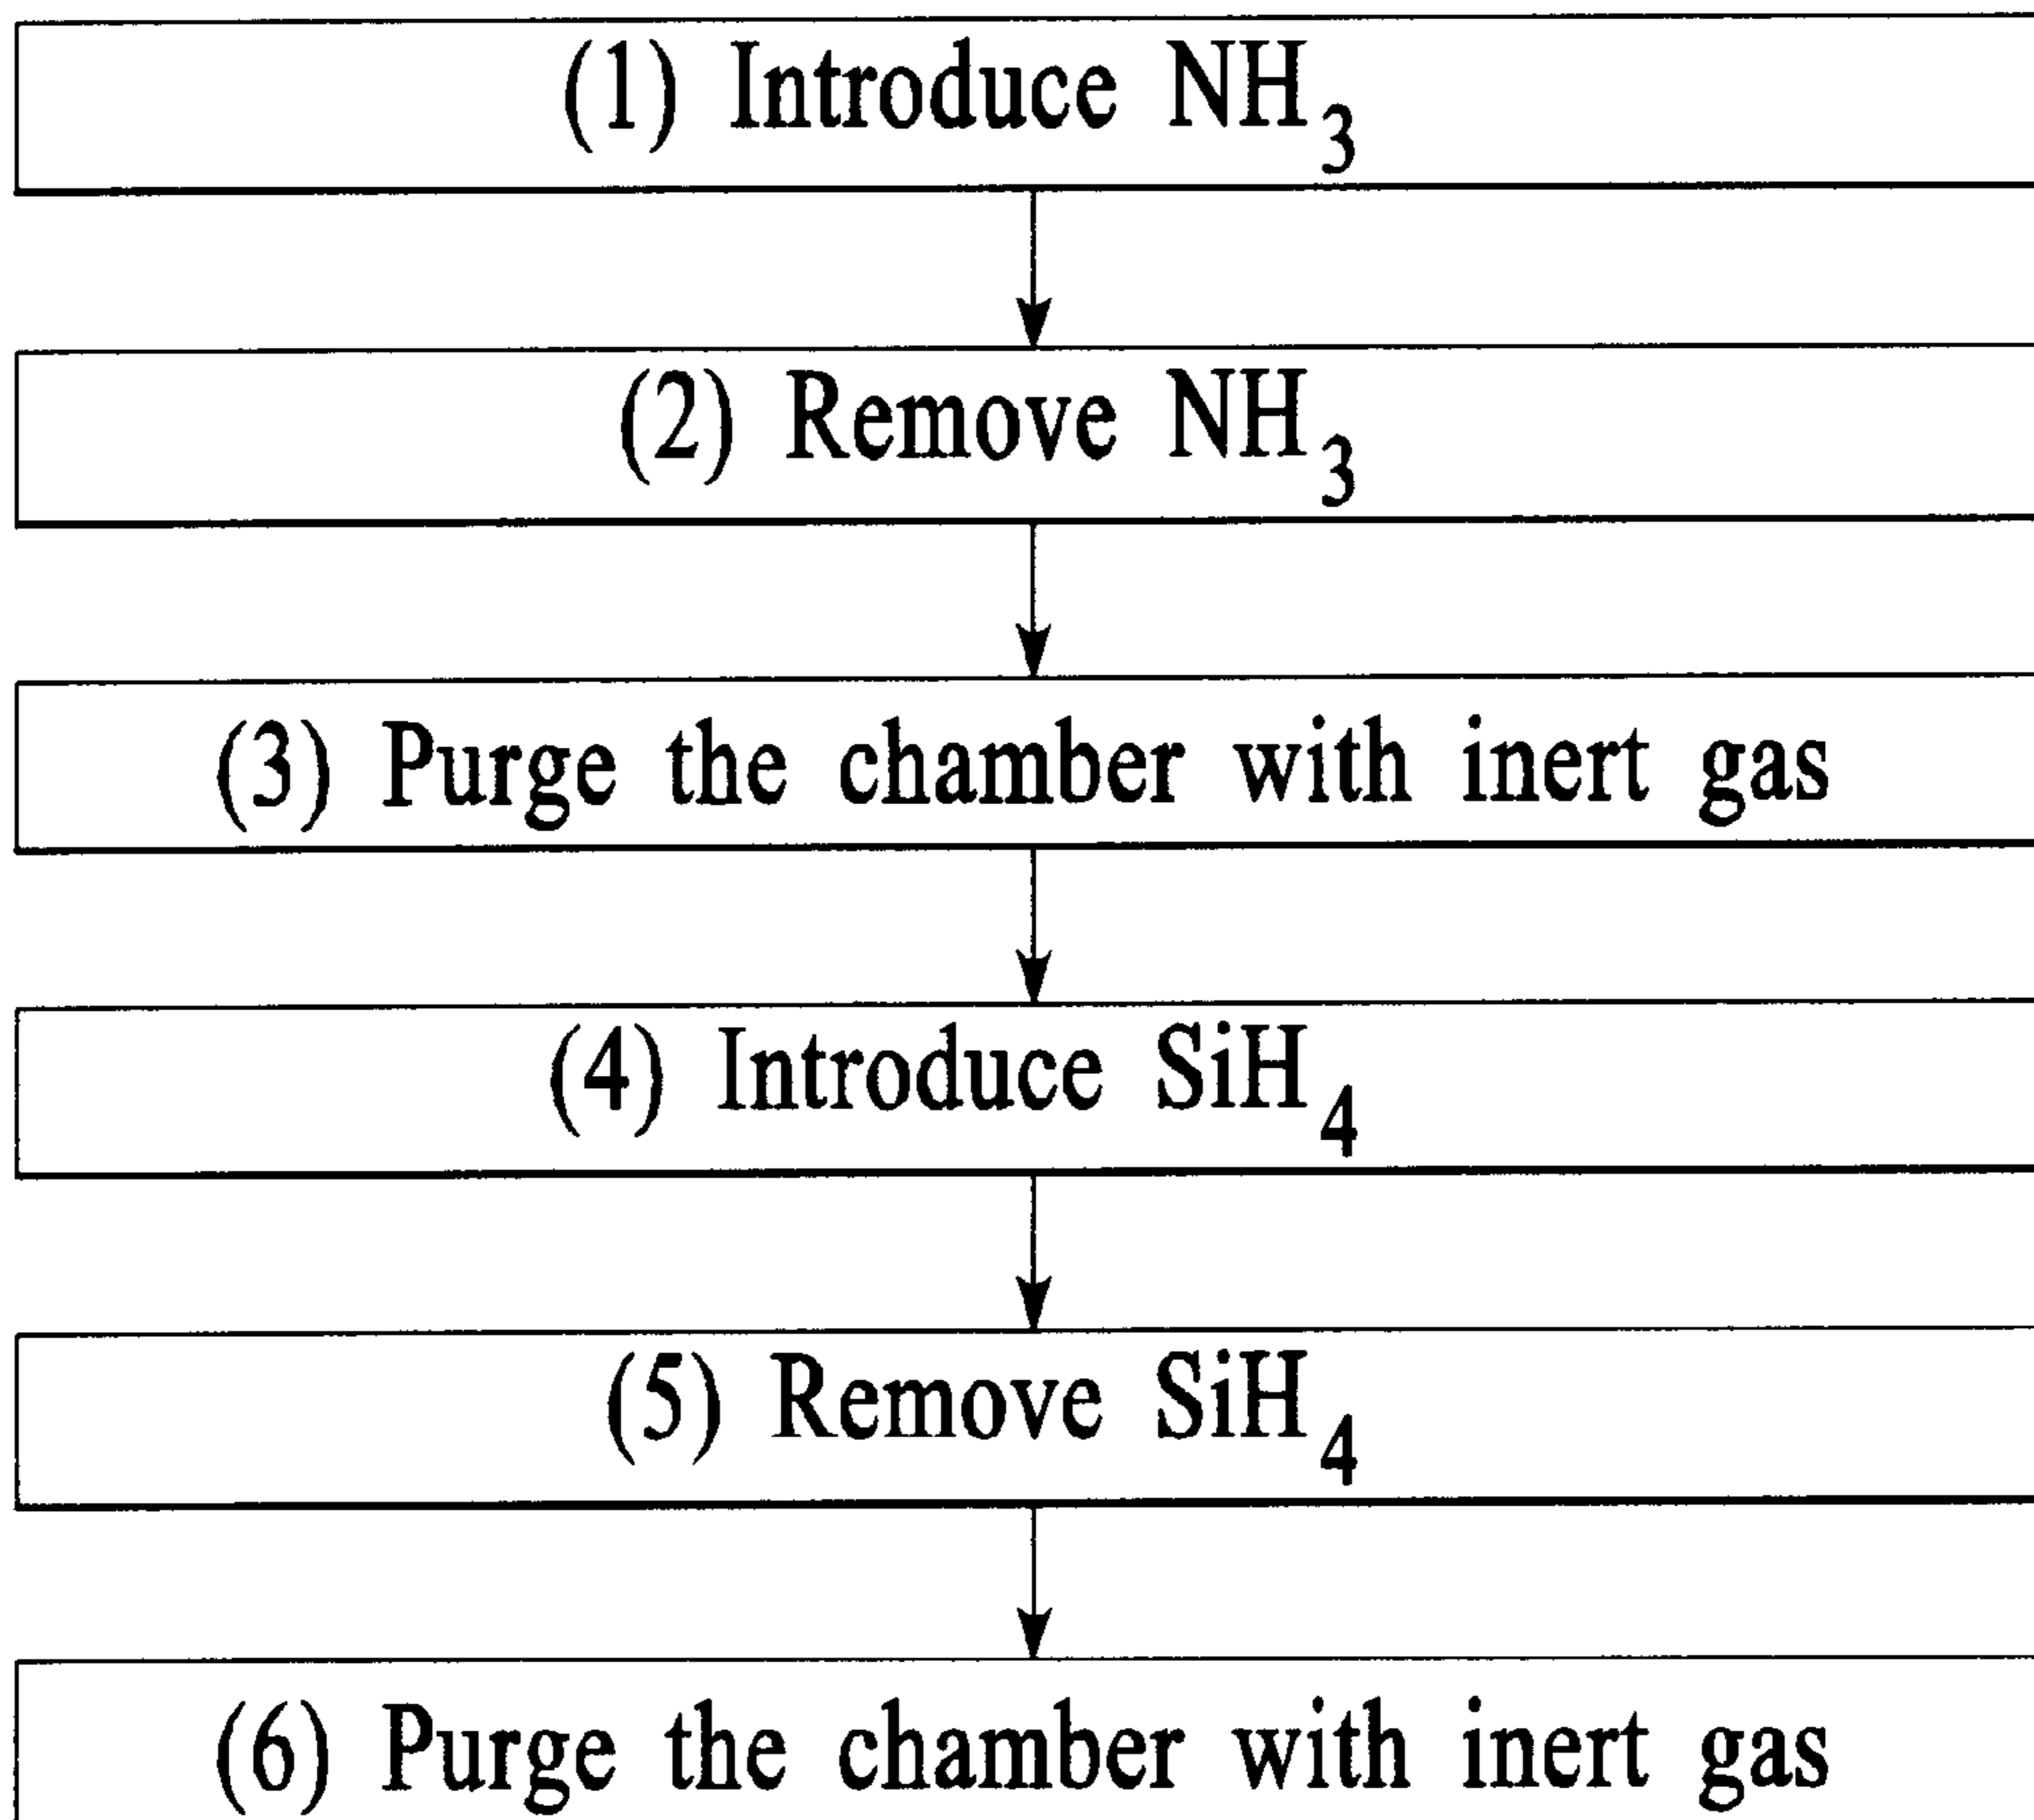 (1) Introduce NH3
(2) Remove NH3
(3) Purge the chamber with inert gas
(4) Introduce SiH4
(5) Remove SiH4
(6) Purge the chamber with inert gas